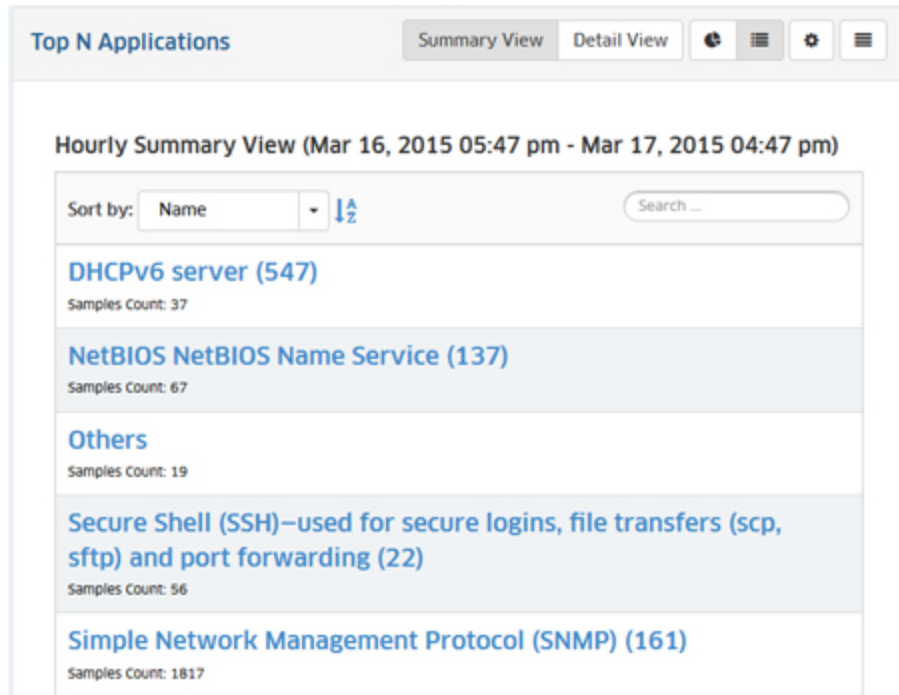 Top N Applications
Summary View
Detail View
Hourly Summary View (Mar 16, 2015 05:47 pm - Mar 17, 2015 04:47 pm)
Sort by: Name
Search ...
DHCPv6 server (547)
Samples Count: 37
NetBIOS NetBIOS Name Service (137)
Samples Count: 67
Others
Samples Count: 19
Secure Shell (SSH)—used for secure logins, file transfers (scp,
sftp) and port forwarding (22)
Samples Count: 56
Simple Network Management Protocol (SNMP) (161)
Samples Count: 1817